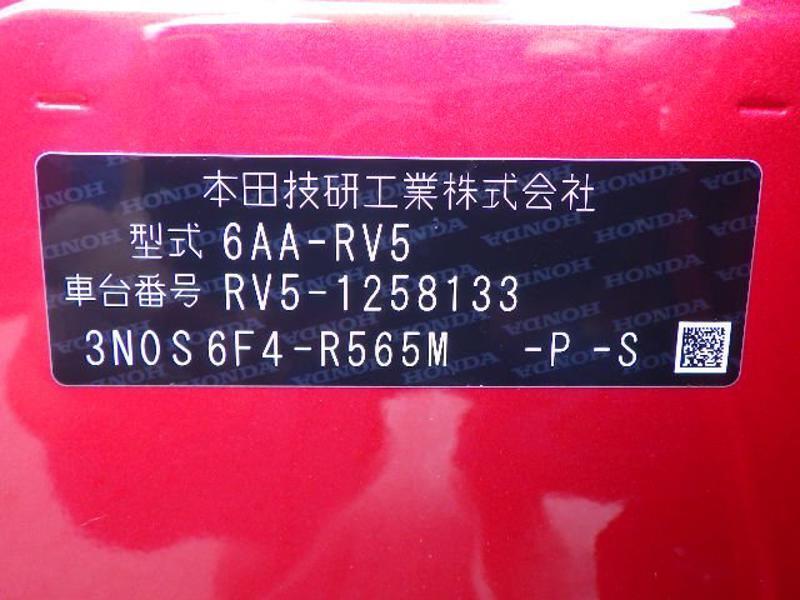 本田技研工業株式会社
型式 6AA-RV5
車台番号 RV5-1258133
3N0S6F4-R565M -P-S